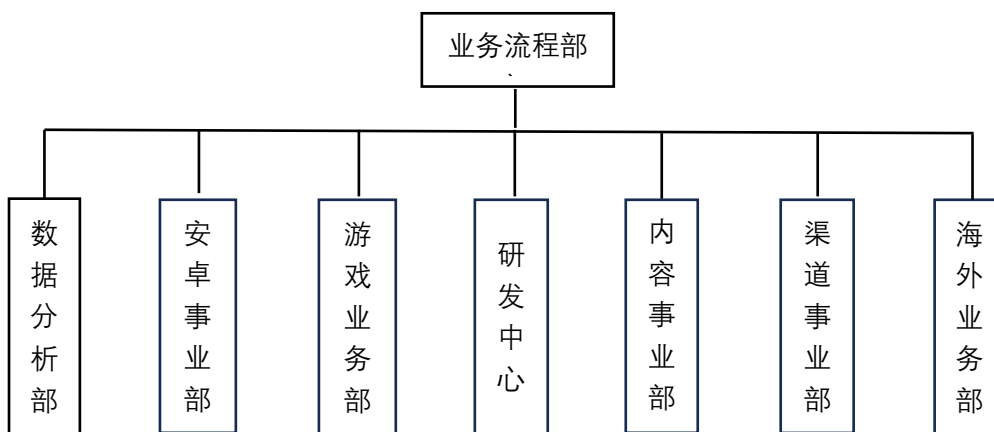 业务流程部
数据分析部
安卓事业部
游戏业务部
研发中心
内容事业部
渠道事业部
海外业务部